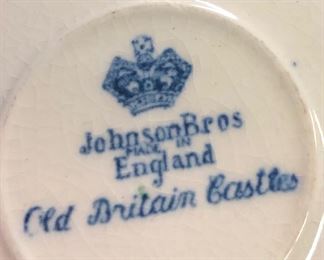 Johnson Bros
MADE IN
England
Old Britain Castles